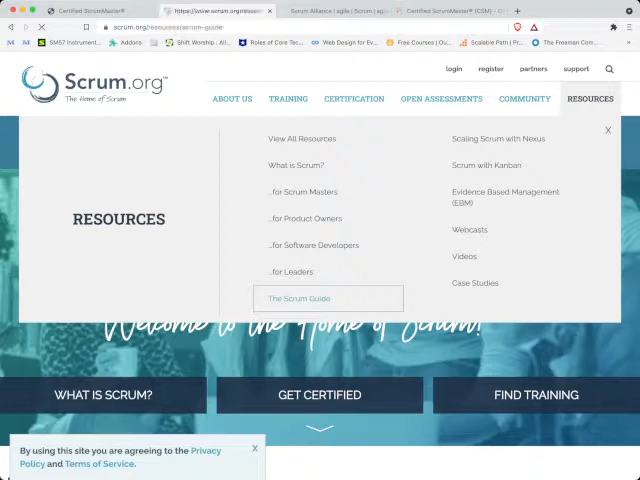 Certified ScrumMaster®
https://www.scrum.org/resour
Scrum Alliance | agile | Scrum | agil
Certified ScrumMaster® (CSM) – O
scrum.org/resources/scrum-guide
SM57 Instrument...
Addons
Shift Worship | All...
Roles of Core Tec...
Web Design for Ev...
Free Courses | Ou...
Scalable Path | Pr...
The Freeman Com...
login
register
partners
support
Scrum.org™
The Home of Scrum
ABOUT US
TRAINING
CERTIFICATION
OPEN ASSESSMENTS
COMMUNITY
RESOURCES
X
RESOURCES
View All Resources
What is Scrum?
...for Scrum Masters
...for Product Owners
...for Software Developers
...for Leaders
The Scrum Guide
Scaling Scrum with Nexus
Scrum with Kanban
Evidence Based Management
(EBM)
Webcasts
Videos
Case Studies
Welcome to the Home of Scrum!
WHAT IS SCRUM?
GET CERTIFIED
FIND TRAINING
By using this site you are agreeing to the Privacy
Policy and Terms of Service.
X